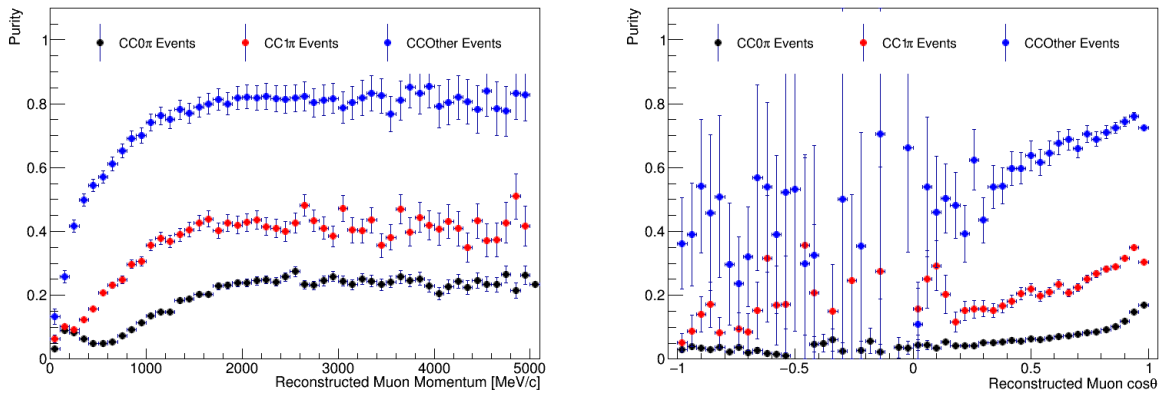 Purity
1
0.8
0.6
0.4
0.2
0
CC0π Events
CC1π Events
CCOther Events
0
1000
2000
3000
4000
5000
Reconstructed Muon Momentum [MeV/c]
Purity
1
0.8
0.6
0.4
0.2
0
CC0π Events
CC1π Events
CCOther Events
-1
-0.5
0
0.5
1
Reconstructed Muon cosθ